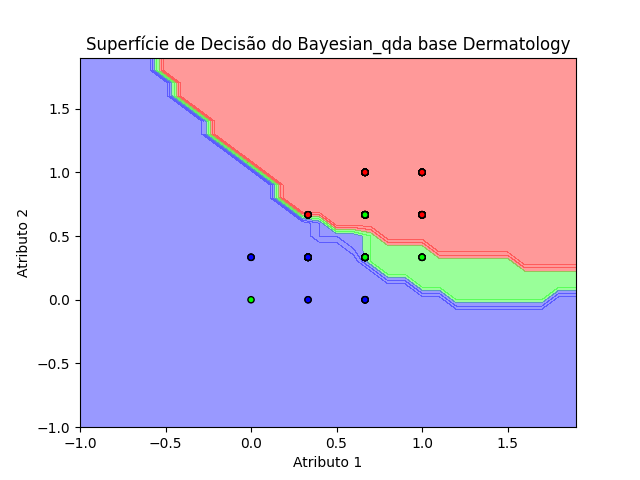 Superfície de Decisão do Bayesian_qda base Dermatology
Atributo 2
1.5
1.0
0.5
0.0
−0.5
−1.0
−1.0 −0.5 0.0 0.5 1.0 1.5
Atributo 1